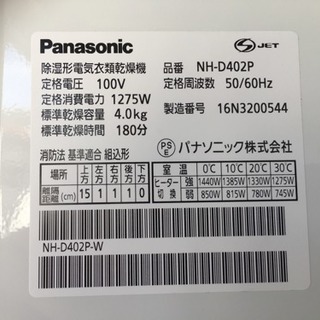 Panasonic
S JET
除湿形電気衣類乾燥機 品番 NH-D402P
定格電圧 100V 定格周波数 50/60Hz
定格消費電力 1275W
標準乾燥容量 4.0kg 製造番号 16N3200544
標準乾燥時間 180分
PS E パナソニック株式会社
消防法 基準適合 組込形
場所 上方 左方 右方 前方 後方 下方
離隔距離(cm) 15 1 1 0
室温 0℃ 10℃ 20℃ 30℃
ヒーター切換 強 1440W 1385W 1330W 1275W
弱 850W 815W 780W 745W
NH-D402P-W